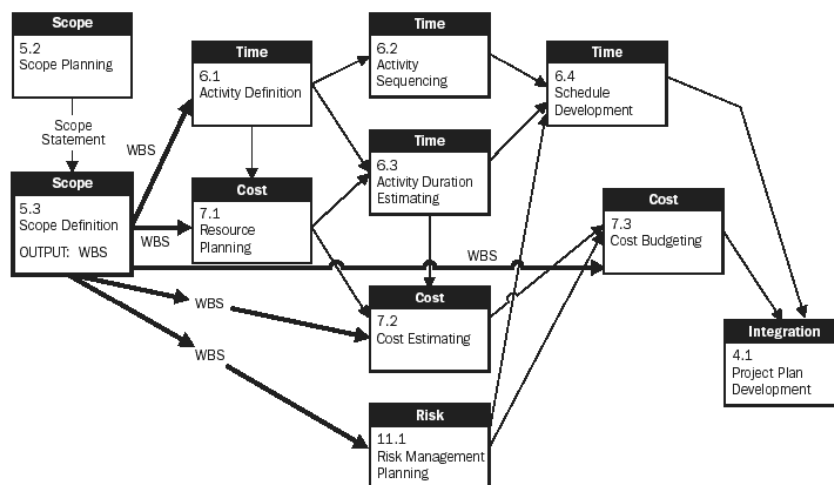 Scope
5.2
Scope Planning
Scope
Statement
Scope
5.3
Scope Definition
OUTPUT: WBS
WBS
WBS
WBS
WBS
WBS
Time
6.1
Activity Definition
Cost
7.1
Resource
Planning
Time
6.2
Activity
Sequencing
Time
6.3
Activity Duration
Estimating
Cost
7.2
Cost Estimating
Risk
11.1
Risk Management
Planning
Time
6.4
Schedule
Development
Cost
7.3
Cost Budgeting
Integration
4.1
Project Plan
Development